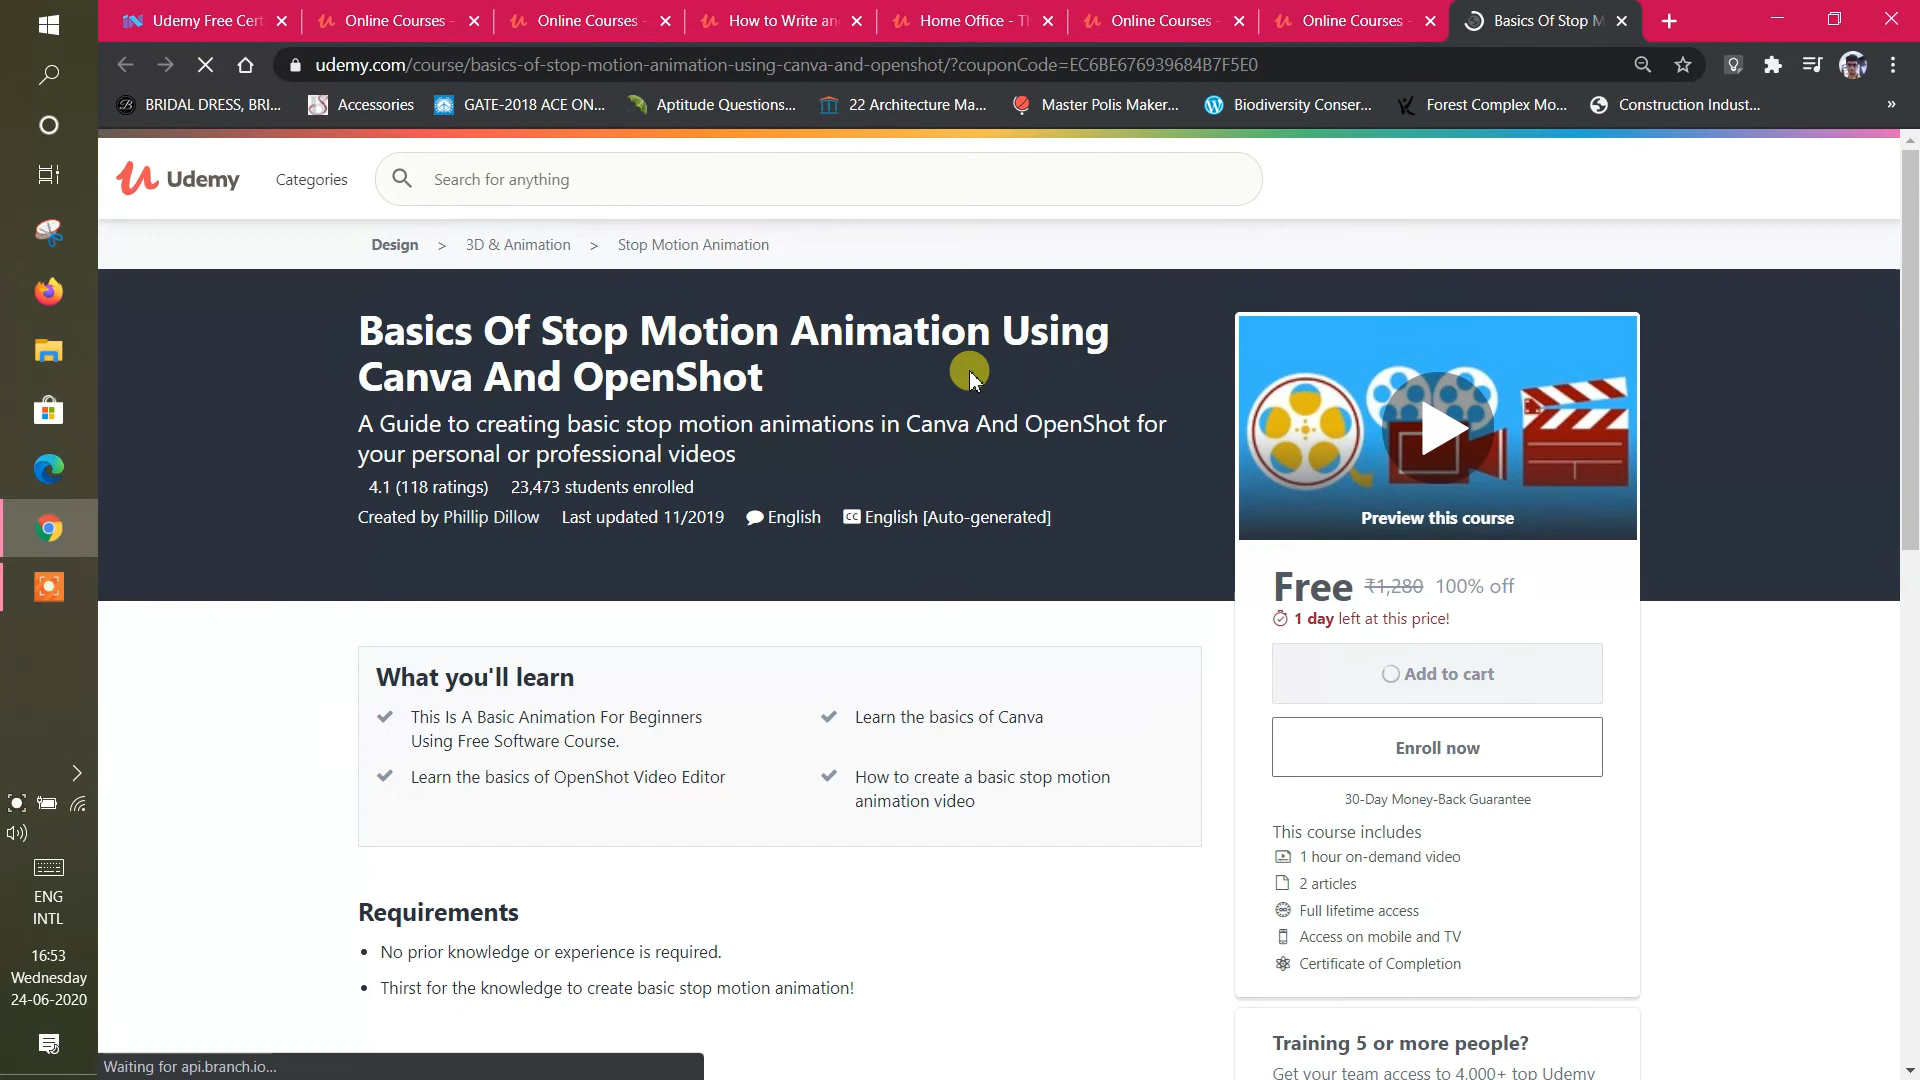 Udemy Free Cert
Online Courses -
Online Courses -
How to Write an
Home Office - Th
Online Courses -
Online Courses -
Basics Of Stop M
udemy.com/course/basics-of-stop-motion-animation-using-canva-and-openshot/?couponCode=EC6BE676939684B7F5E0
BRIDAL DRESS, BRI...
Accessories
GATE-2018 ACE ON...
Aptitude Questions...
22 Architecture Ma...
Master Polis Maker...
Biodiversity Conser...
Forest Complex Mo...
Construction Indust...
»
Udemy
Categories
Search for anything
Design > 3D & Animation > Stop Motion Animation
Basics Of Stop Motion Animation Using
Canva And OpenShot
A Guide to creating basic stop motion animations in Canva And OpenShot for
your personal or professional videos
4.1 (118 ratings) 23,473 students enrolled
Created by Phillip Dillow Last updated 11/2019 English CC English [Auto-generated]
Preview this course
Free ₹1,280 100% off
1 day left at this price!
Add to cart
Enroll now
30-Day Money-Back Guarantee
This course includes
1 hour on-demand video
2 articles
Full lifetime access
Access on mobile and TV
Certificate of Completion
Training 5 or more people?
Get your team access to 4,000+ top Udemy
What you'll learn
This Is A Basic Animation For Beginners
Using Free Software Course.
Learn the basics of Canva
Learn the basics of OpenShot Video Editor
How to create a basic stop motion
animation video
Requirements
• No prior knowledge or experience is required.
• Thirst for the knowledge to create basic stop motion animation!
Waiting for api.branch.io...
ENG
INTL
16:53
Wednesday
24-06-2020